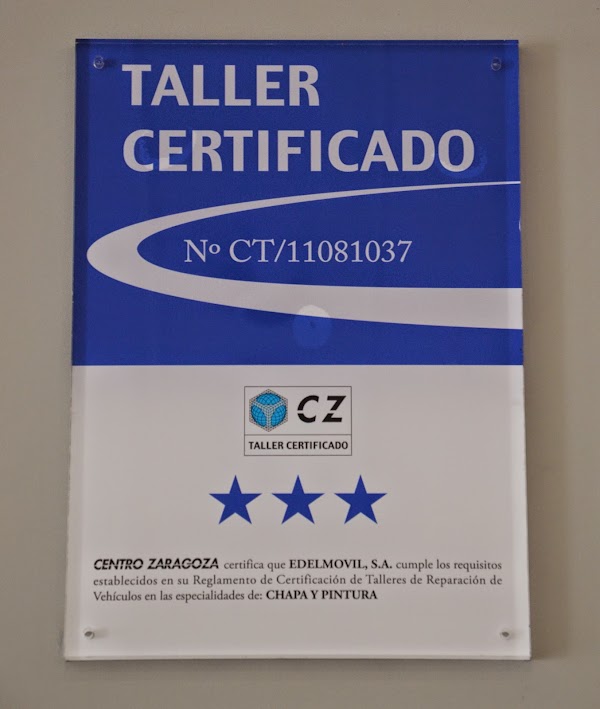 TALLER
CERTIFICADO
Nº CT/11081037
CZ
TALLER CERTIFICADO
CENTRO ZARAGOZA certifica que EDELMOVIL, S.A. cumple los requisitos
establecidos en su Reglamento de Certificación de Talleres de Reparación de
Vehículos en las especialidades de: CHAPA Y PINTURA